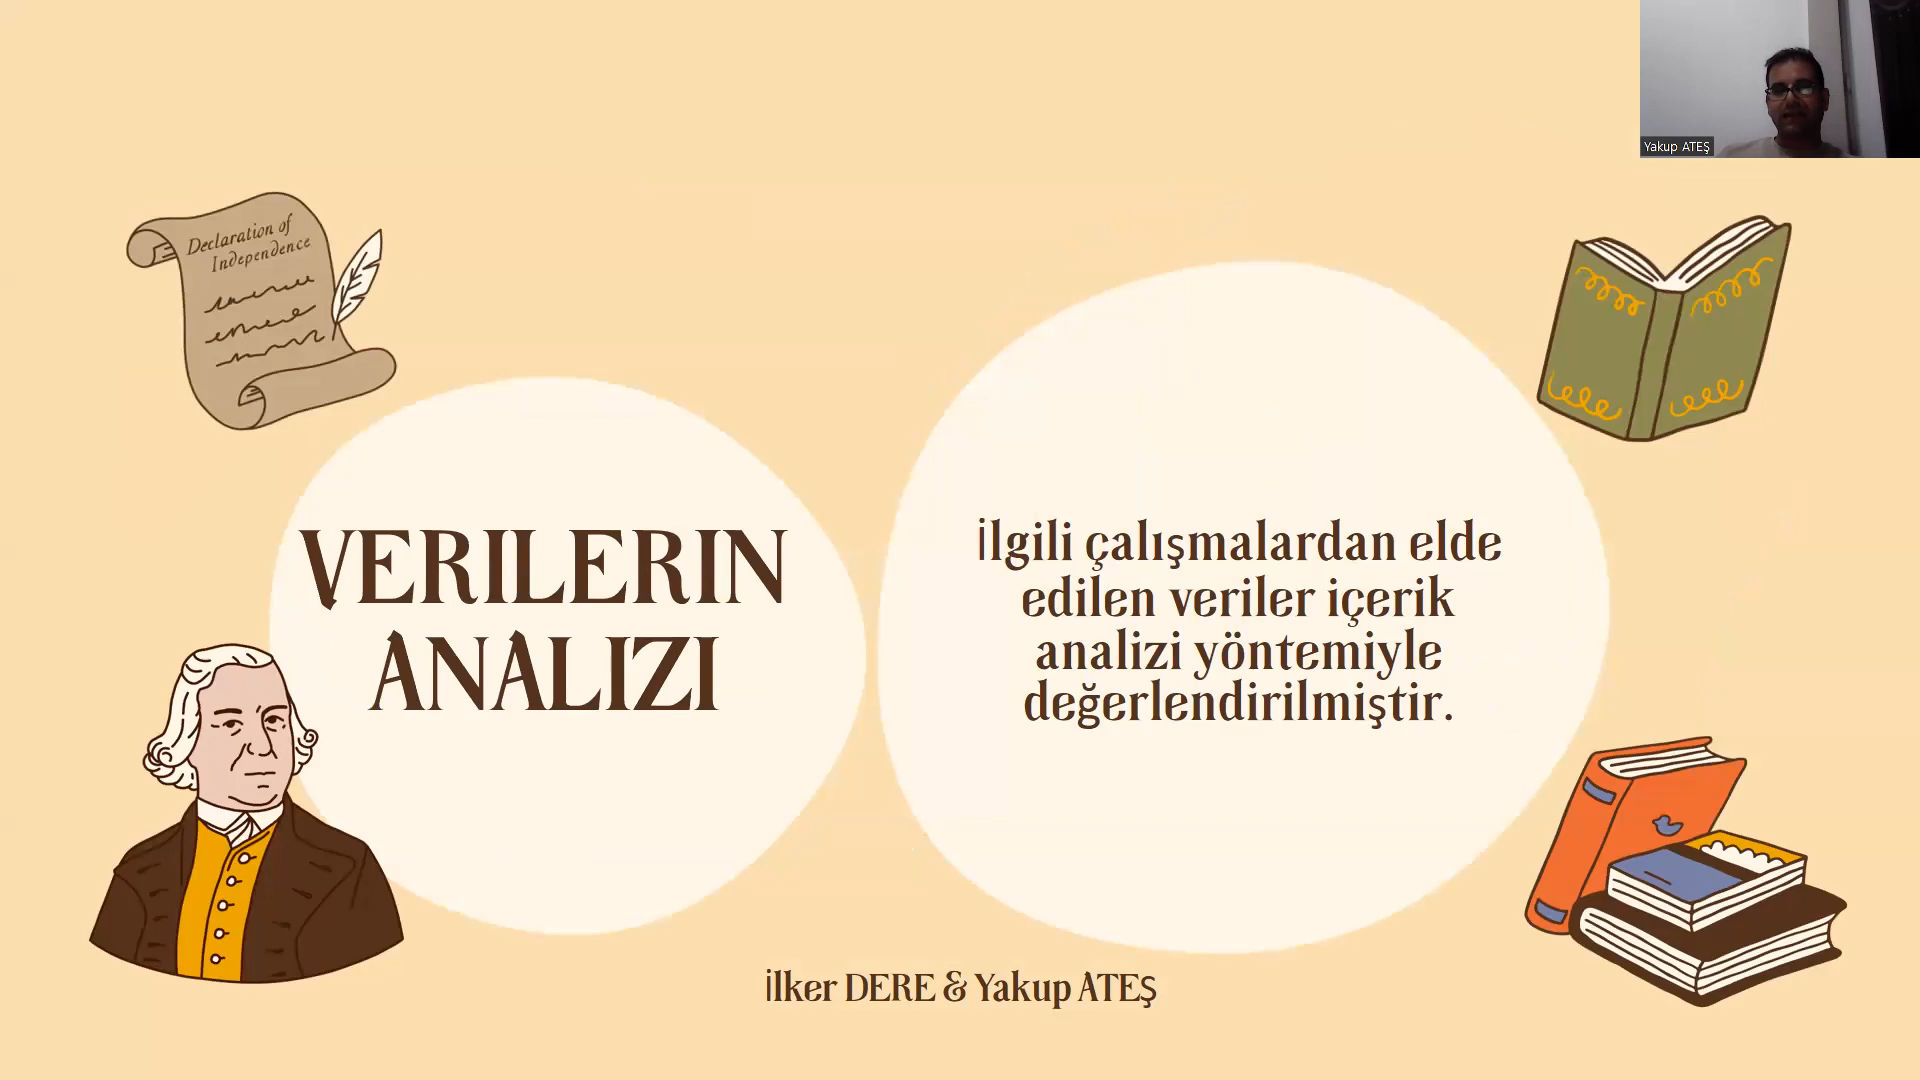 Yakup ATEŞ
Declaration of
Independence
VERILERIN
ANALIZI
İlgili çalışmalardan elde
edilen veriler içerik
analizi yöntemiyle
değerlendirilmiştir.
İlker DERE & Yakup ATEŞ